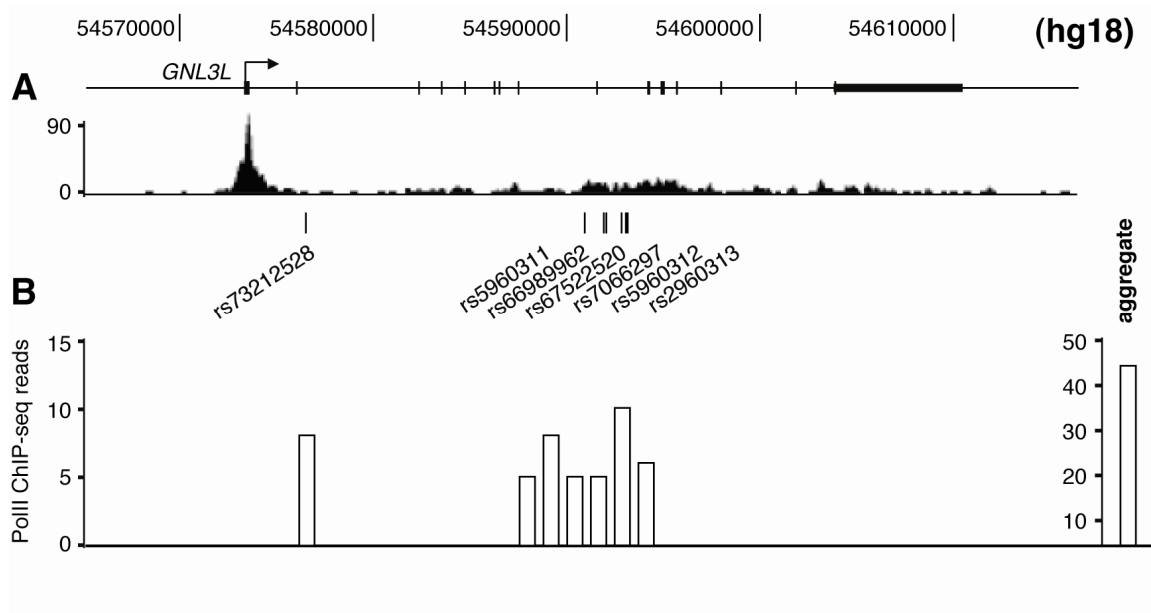 54570000 54580000 54590000 54600000 54610000 (hg18)
GNL3L
A
90
0
rs73212528 rs5960311 rs66989962 rs67522520 rs7066297 rs5960312 rs2960313
aggregate
B
PolII ChIP-seq reads
15
10
5
0
50
40
30
20
10